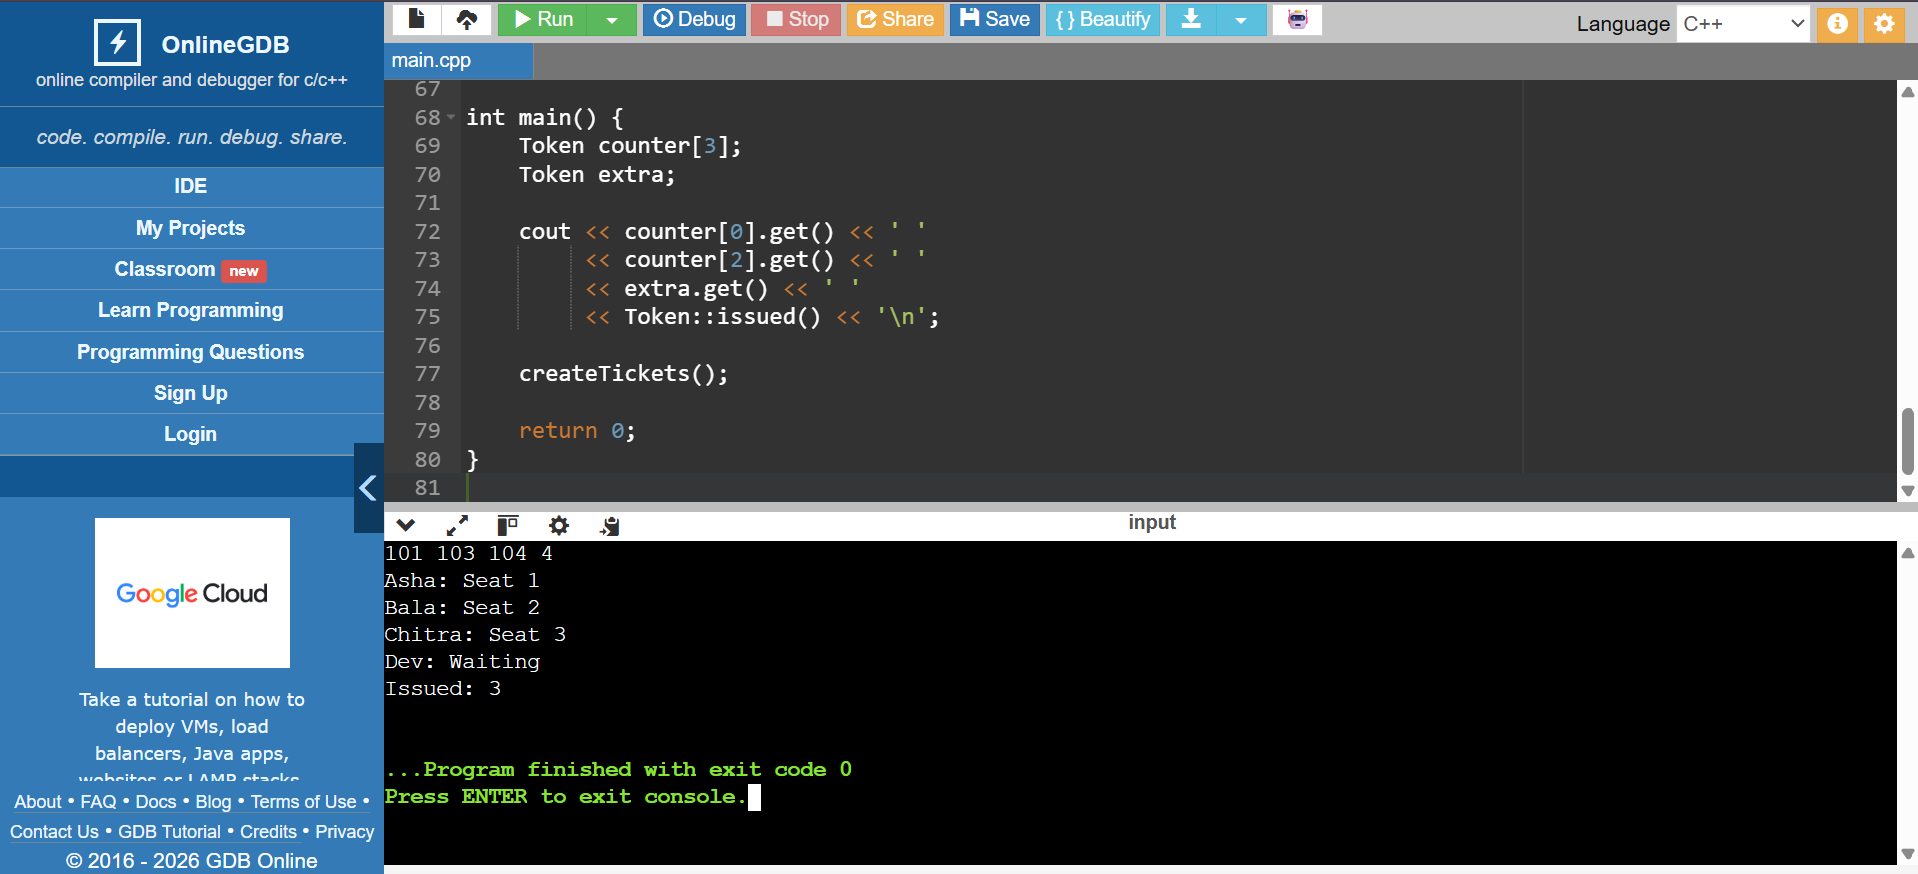 OnlineGDB
online compiler and debugger for c/c++
code. compile. run. debug. share.
IDE
My Projects
Classroom new
Learn Programming
Programming Questions
Sign Up
Login
Google Cloud
Take a tutorial on how to
deploy VMs, load
balancers, Java apps,
websites or LAMP stacks
About • FAQ • Docs • Blog • Terms of Use •
Contact Us • GDB Tutorial • Credits • Privacy
© 2016 - 2026 GDB Online
Run Debug Stop Share Save { } Beautify Language C++
main.cpp
67
68 int main() {
69     Token counter[3];
70     Token extra;
71
72     cout << counter[0].get() << ' '
73          << counter[2].get() << ' '
74          << extra.get() << ' '
75          << Token::issued() << '\n';
76
77     createTickets();
78
79     return 0;
80 }
81
input
101 103 104 4
Asha: Seat 1
Bala: Seat 2
Chitra: Seat 3
Dev: Waiting
Issued: 3
...Program finished with exit code 0
Press ENTER to exit console.